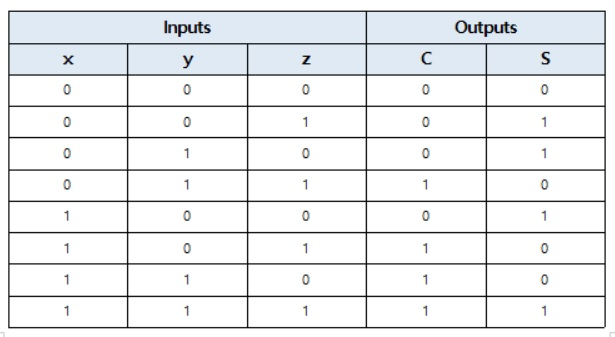 Inputs Outputs
x y z C S
0 0 0 0 0
0 0 1 0 1
0 1 0 0 1
0 1 1 1 0
1 0 0 0 1
1 0 1 1 0
1 1 0 1 0
1 1 1 1 1